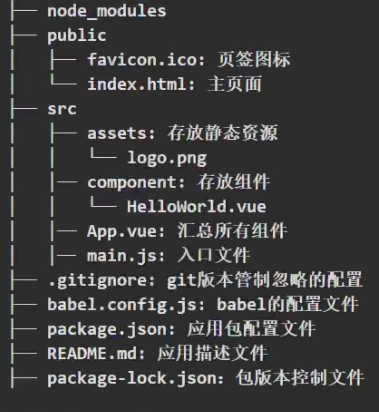 ├── node_modules
├── public
│   ├── favicon.ico: 页签图标
│   └── index.html: 主页面
├── src
│   ├── assets: 存放静态资源
│   │   └── logo.png
│   │── component: 存放组件
│   │   └── HelloWorld.vue
│   │── App.vue: 汇总所有组件
│   │── main.js: 入口文件
├── .gitignore: git版本管制忽略的配置
├── babel.config.js: babel的配置文件
├── package.json: 应用包配置文件
├── README.md: 应用描述文件
├── package-lock.json: 包版本控制文件